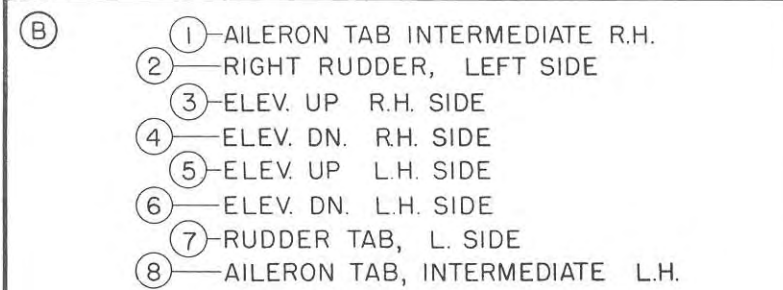 B
1 AILERON TAB INTERMEDIATE R.H.
2 RIGHT RUDDER, LEFT SIDE
3 ELEV. UP R.H. SIDE
4 ELEV. DN. R.H. SIDE
5 ELEV. UP L.H. SIDE
6 ELEV. DN. L.H. SIDE
7 RUDDER TAB, L. SIDE
8 AILERON TAB, INTERMEDIATE L.H.